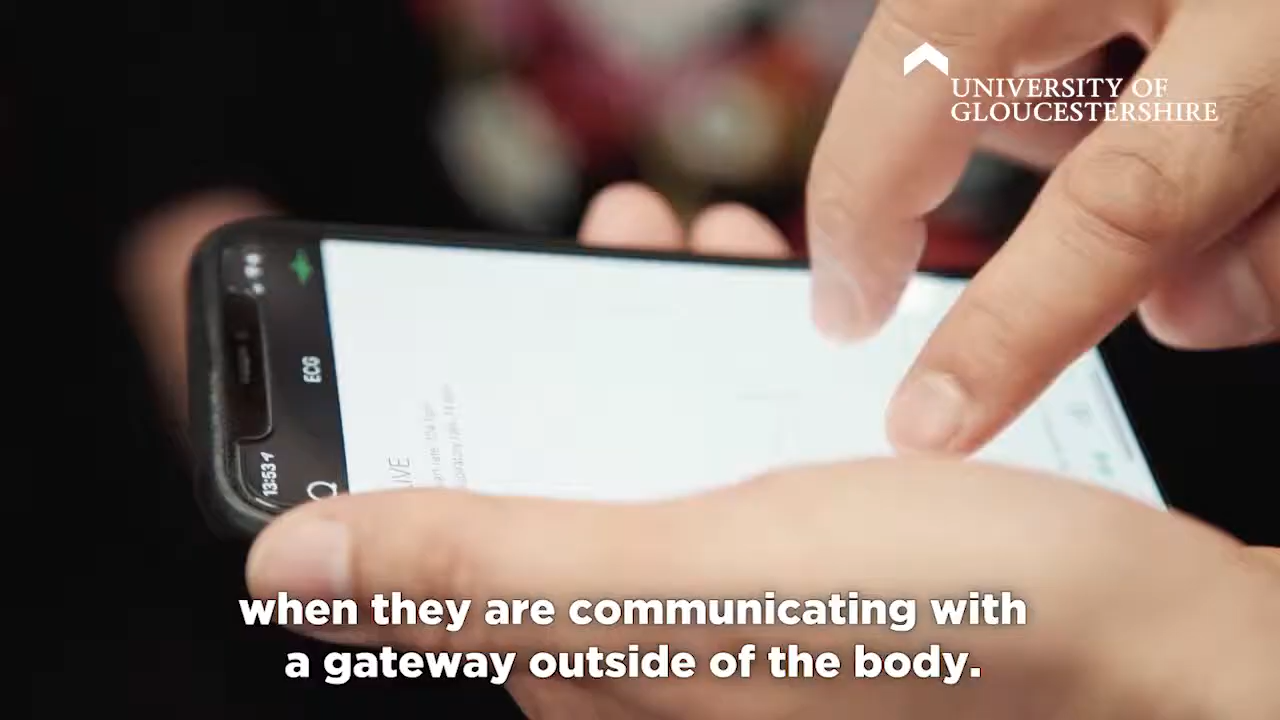 UNIVERSITY OF
GLOUCESTERSHIRE
ECG
LIVE
13:53
when they are communicating with
a gateway outside of the body.